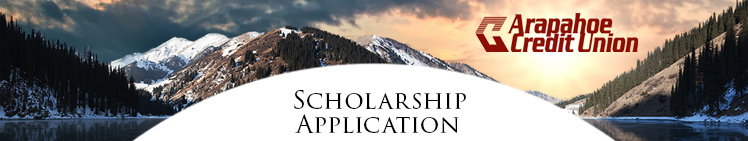 Arapahoe
Credit Union
Scholarship
Application